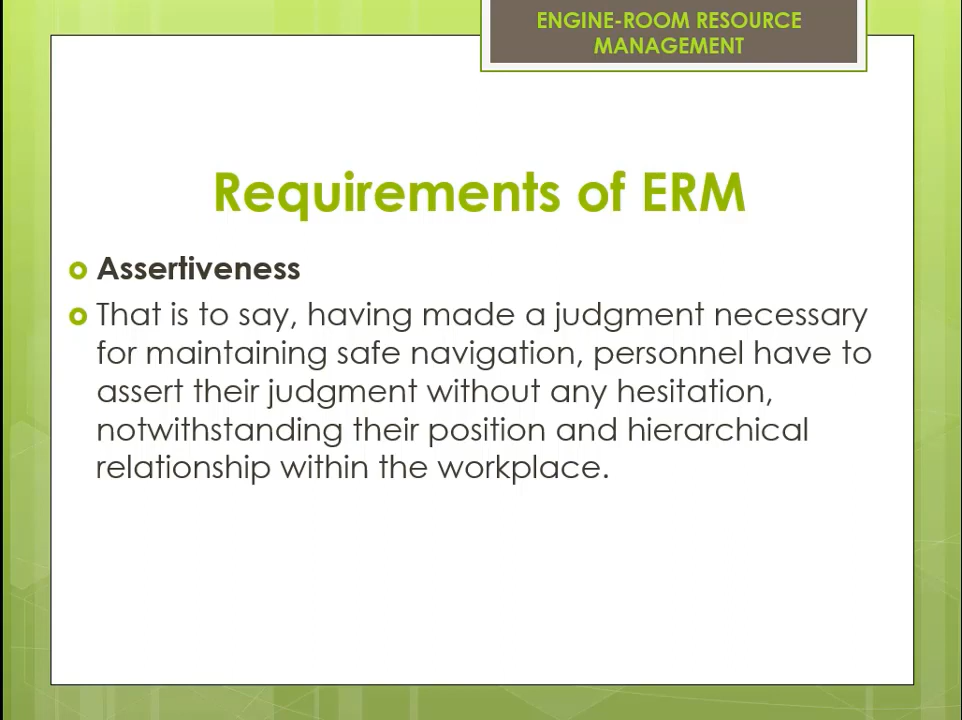 ENGINE-ROOM RESOURCE
MANAGEMENT
Requirements of ERM
Assertiveness
That is to say, having made a judgment necessary
for maintaining safe navigation, personnel have to
assert their judgment without any hesitation,
notwithstanding their position and hierarchical
relationship within the workplace.